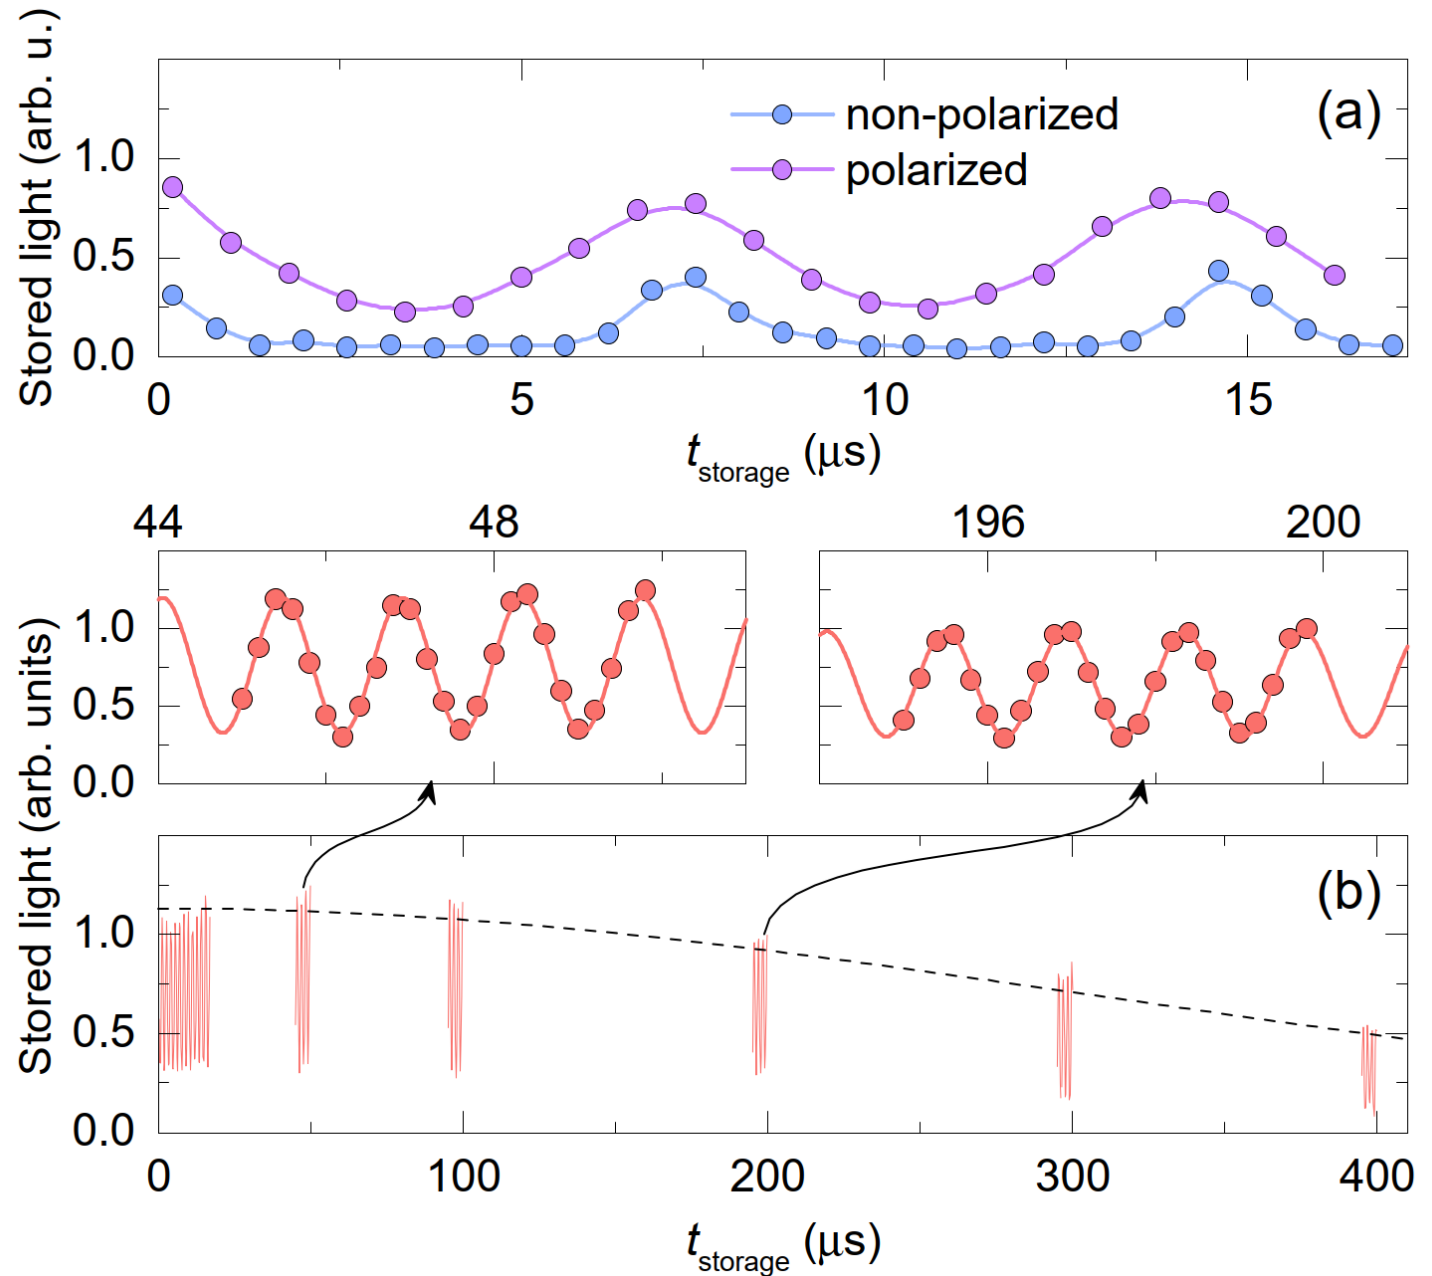 Stored light (arb. u.)
1.0
0.5
0.0
non-polarized
polarized
(a)
0 5 10 15
t storage (μs)
44 48 196 200
Stored light (arb. units)
1.0
0.5
0.0
(b)
1.0
0.5
0.0
0 100 200 300 400
t storage (μs)